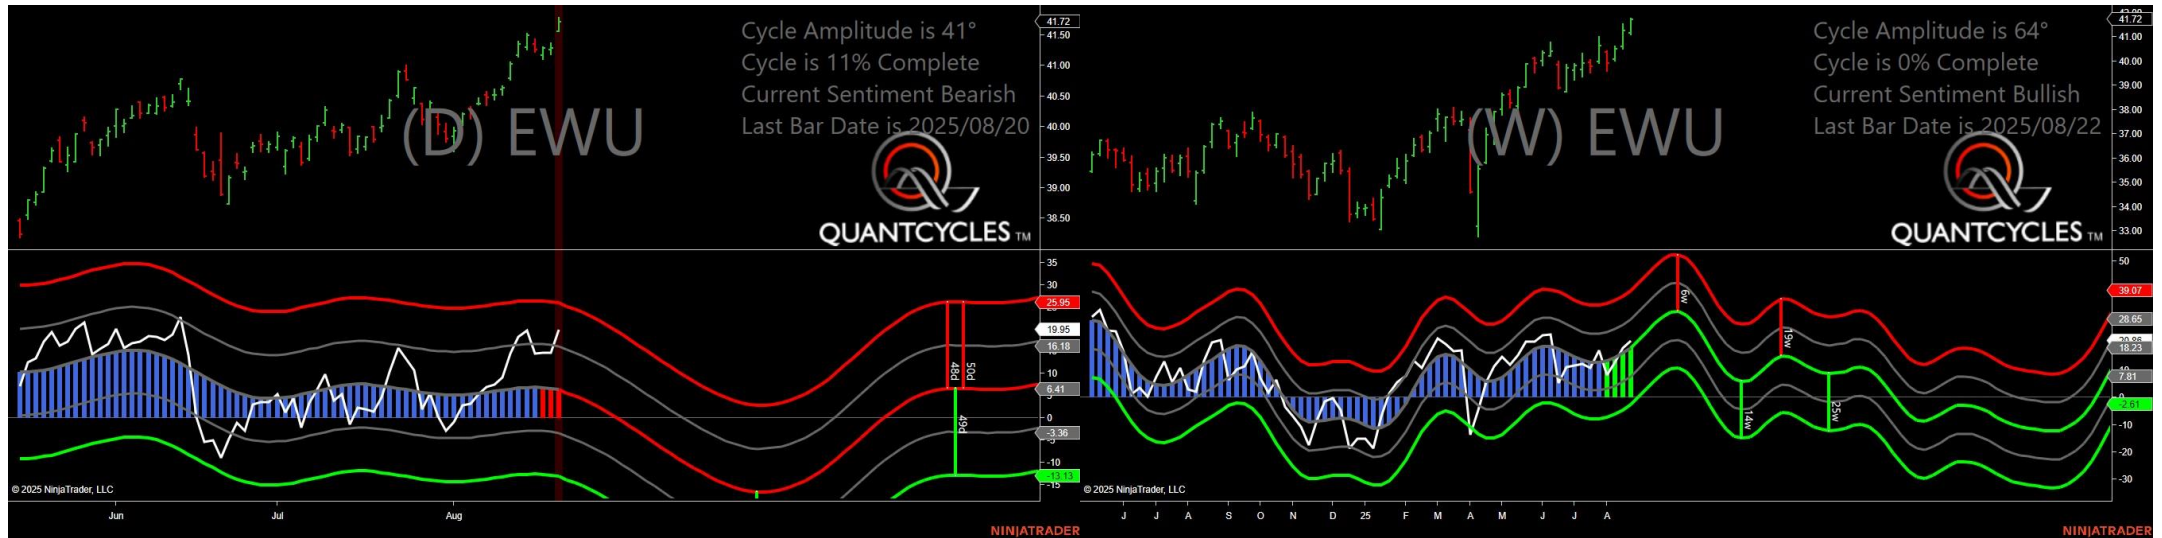 Cycle Amplitude is 41°
Cycle is 11% Complete
Current Sentiment Bearish
Last Bar Date is 2025/08/20
(D) EWU
QUANTCYCLES TM
41.72
41.50
41.00
40.50
40.00
39.50
39.00
38.50
35
30
25.95
19.95
16.18
10
6.41
0
-3.36
-10
-13.13
-15
48d
50d
49d
© 2025 NinjaTrader, LLC
Jun
Jul
Aug
NINJATRADER
Cycle Amplitude is 64°
Cycle is 0% Complete
Current Sentiment Bullish
Last Bar Date is 2025/08/22
(W) EWU
QUANTCYCLES TM
41.72
41.00
40.00
39.00
38.00
37.00
36.00
35.00
34.00
33.00
50
39.07
28.65
18.23
7.81
-2.61
-10
-20
-30
6w
19w
14w
25w
© 2025 NinjaTrader, LLC
J J A S O N D 25 F M A M J J A
NINJATRADER